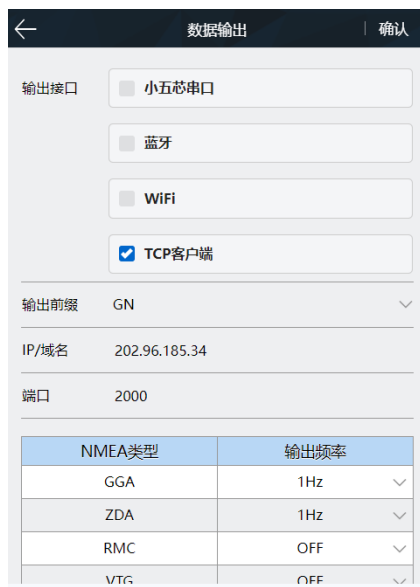 数据输出 确认
输出接口 小五芯串口
蓝牙
WiFi
TCP客户端
输出前缀 GN
IP/域名 202.96.185.34
端口 2000
NMEA类型 输出频率
GGA 1Hz
ZDA 1Hz
RMC OFF
VTG OFF